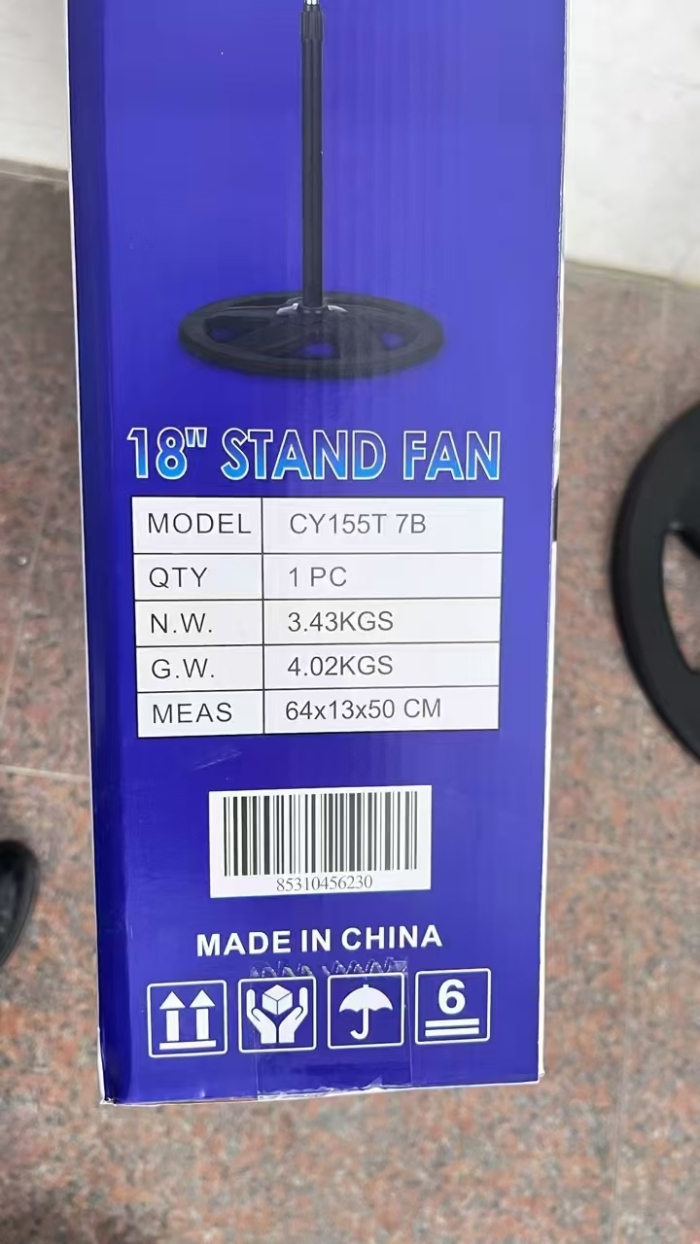 18" STAND FAN
MODEL CY155T 7B
QTY 1 PC
N.W. 3.43KGS
G.W. 4.02KGS
MEAS 64x13x50 CM
85310456230
MADE IN CHINA
6